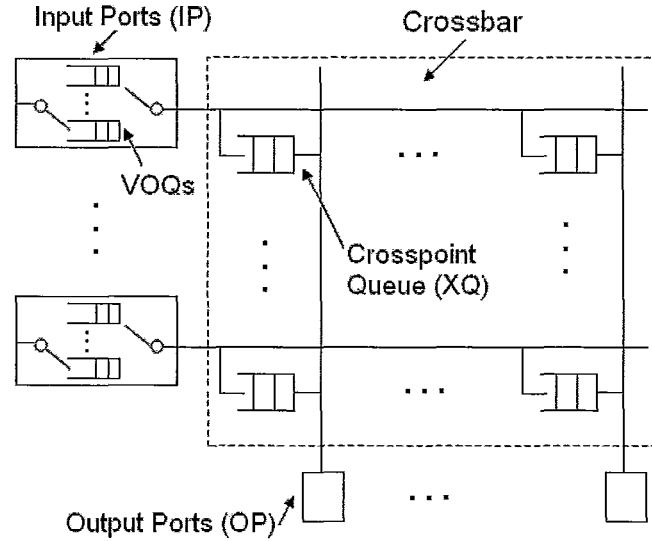 Input Ports (IP)
Crossbar
VOQs
Crosspoint
Queue (XQ)
Output Ports (OP)